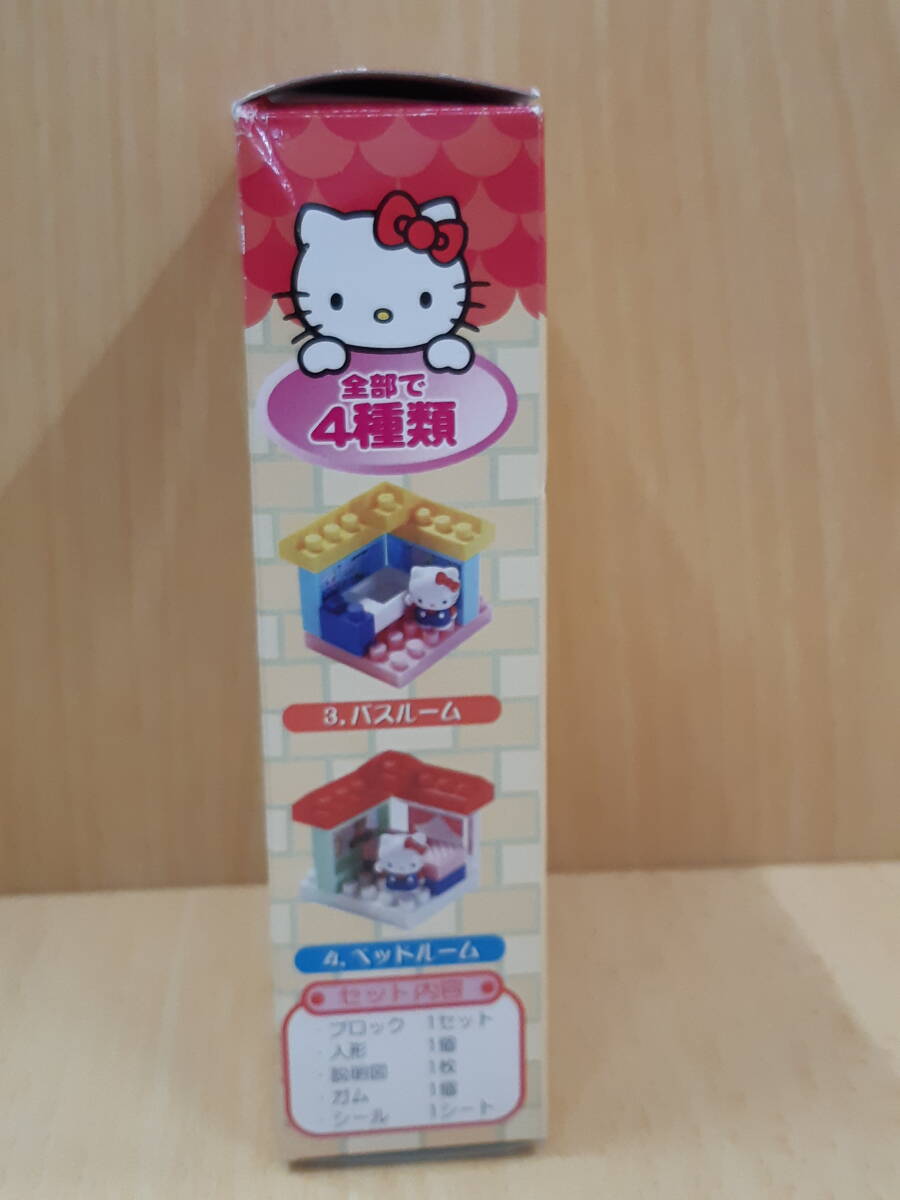 全部で
4種類
3.バスルーム
4.ベッドルーム
セット内容
・ブロック 1セット
・人形 1個
・説明図 1枚
・ガム 1個
・シール 1シート